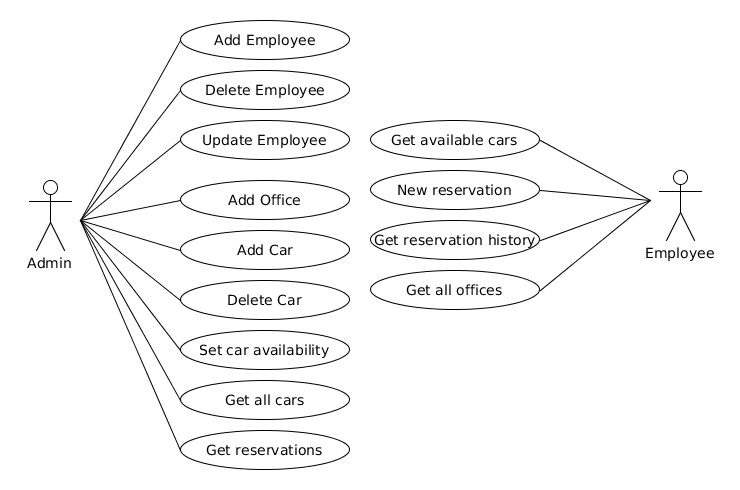 Add Employee
Delete Employee
Update Employee
Add Office
Add Car
Delete Car
Set car availability
Get all cars
Get reservations
Admin
Get available cars
New reservation
Get reservation history
Get all offices
Employee